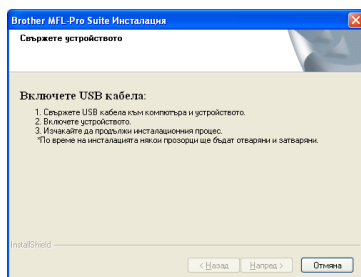 Brother MFL-Pro Suite Инсталация
Свържете устройството
Включете USB кабела:
1. Свържете USB кабела към компютъра и устройството.
2. Включете устройството.
3. Изчакайте да продължи инсталационния процес.
*По време на инсталацията някои прозорци ще бъдат отваряни и затваряни.
InstallShield
< Назад Напред > Отмяна